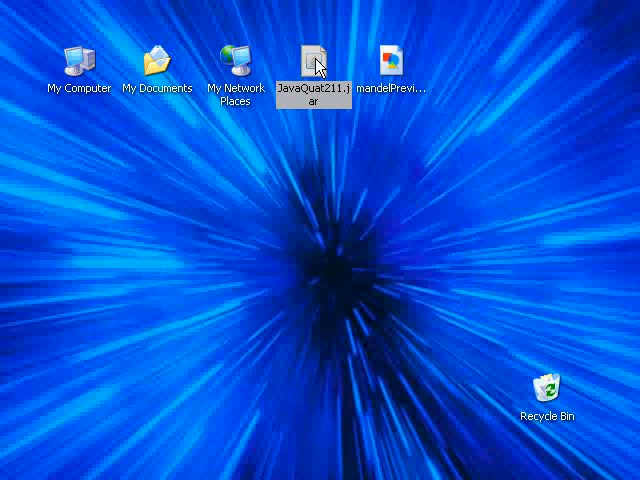 My Computer
My Documents
My Network
Places
JavaQuat211.j
ar
mandelPrevi...
Recycle Bin